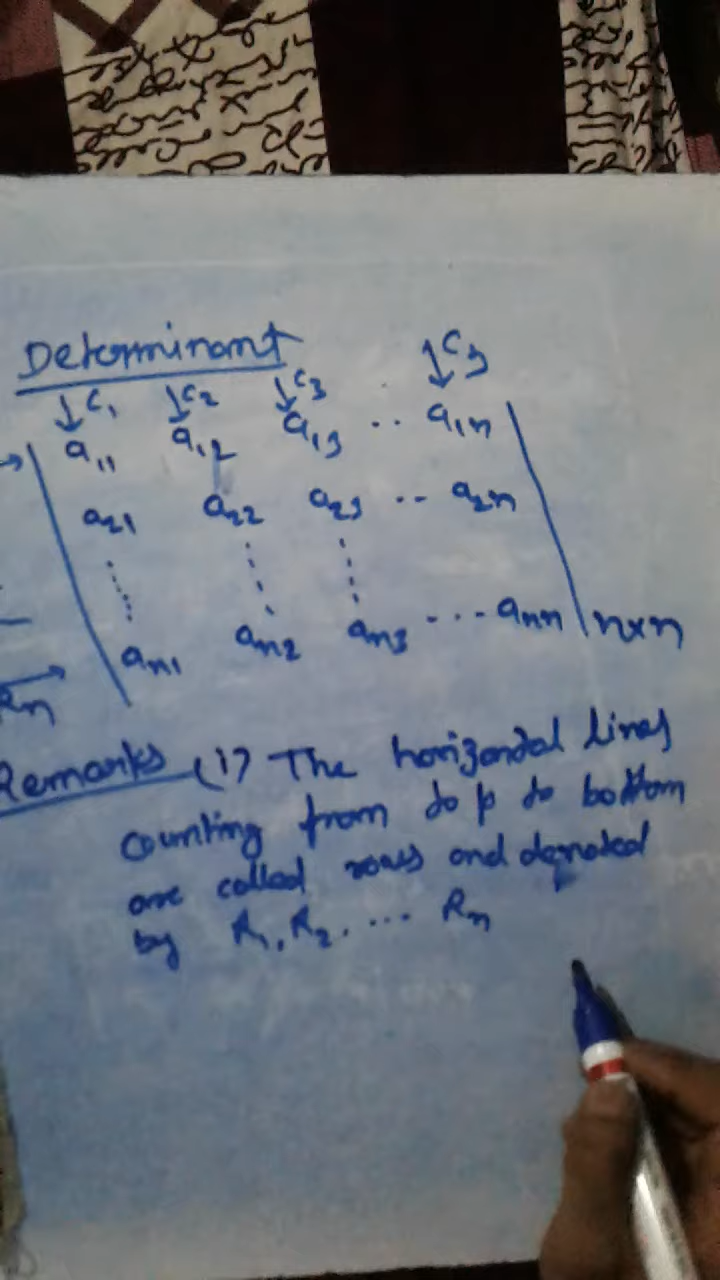 Determinant
↓C₁ ↓C₂ ↓C₃ . ↓Cn
→ | a₁₁ a₁₂ a₁₃ .. a₁n |
a₂₁ a₂₂ a₂₃ .. a₂n
Rn → an₁ an₂ an₃ ... ann | n×n
Remarks (1) The horizontal lines
counting from to p to bottom
are called rows and denoted
by R₁, R₂. ... Rn